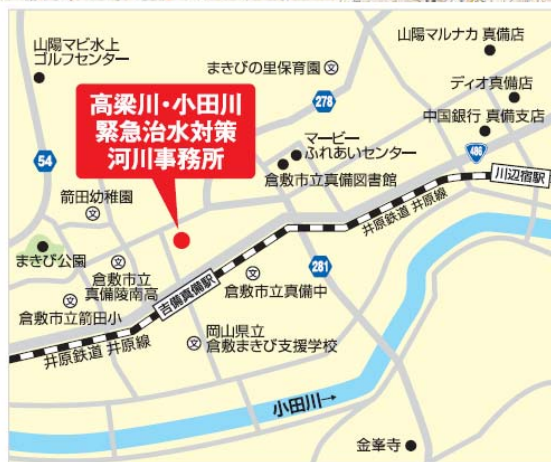 山陽マビ水上
ゴルフセンター
山陽マルナカ 真備店
まきびの里保育園
文
ディオ真備店
278
高梁川・小田川
緊急治水対策
河川事務所
中国銀行 真備支店
マービー
ふれあいセンター
486
54
倉敷市立真備図書館
川辺宿駅
箭田幼稚園
文
井原鉄道 井原線
まきび公園
倉敷市立
真備陵南高
文
文
倉敷市立真備中
281
吉備真備駅
文
倉敷市立箭田小
岡山県立
倉敷まきび支援学校
文
井原鉄道 井原線
小田川→
金峯寺